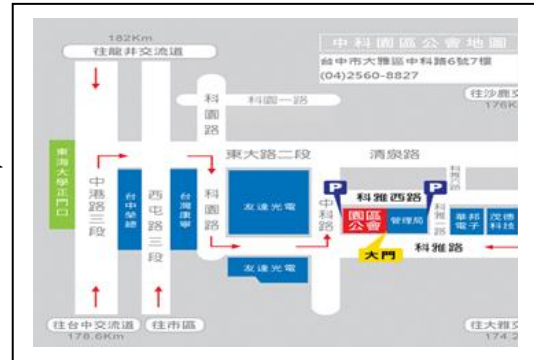 182Km
往龍井交流道
中科園區公會地圖
台中市大雅區中科路6號7樓
(04)2560-8827
往沙鹿交
176K
科園路
科園一路
東海大學正門口
中港路三段
台中榮總
西屯路三段
台灣康寧
科園路
東大路二段
清泉路
友達光電
中科路
P
科雅西路
P
園區公會
管理局
科雅一路
華邦電子
茂德科技
大門
科雅路
友達光電
往台中交流道
178.6Km
往市區
往大雅交
174.2